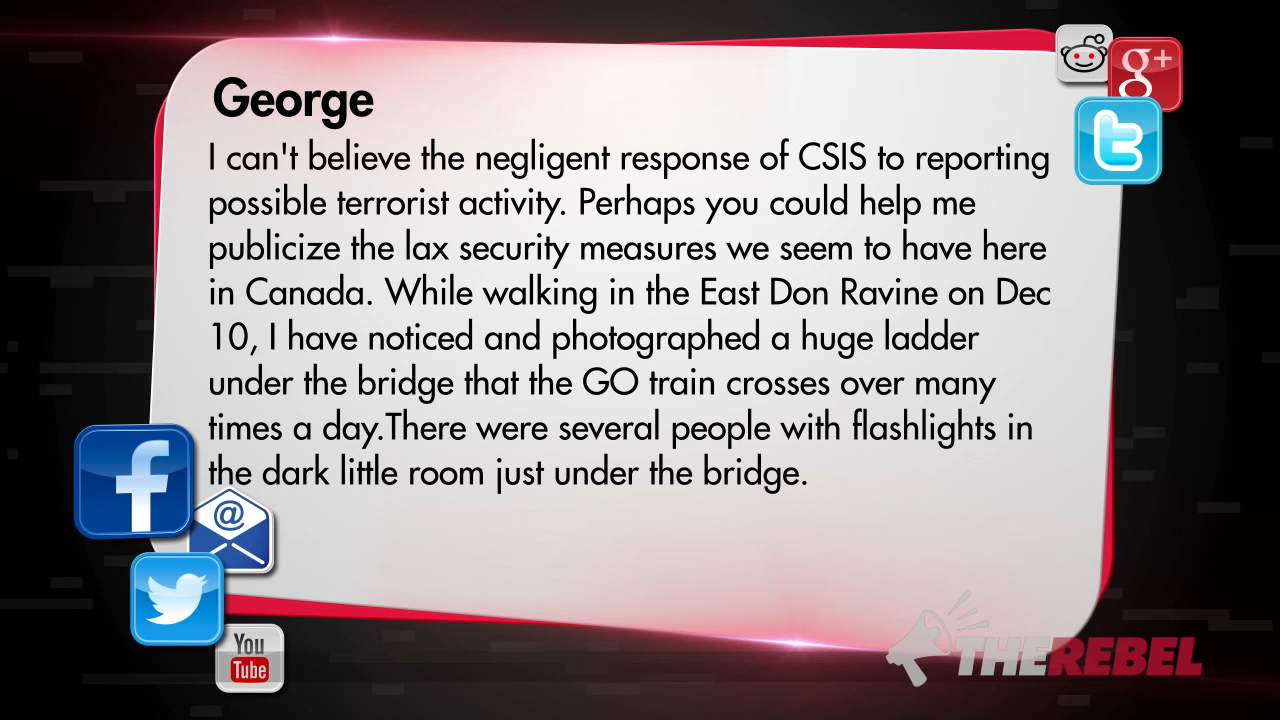 George
I can't believe the negligent response of CSIS to reporting
possible terrorist activity. Perhaps you could help me
publicize the lax security measures we seem to have here
in Canada. While walking in the East Don Ravine on Dec
10, I have noticed and photographed a huge ladder
under the bridge that the GO train crosses over many
times a day.There were several people with flashlights in
the dark little room just under the bridge.
g+
t
f
@
You
Tube
THEREBEL